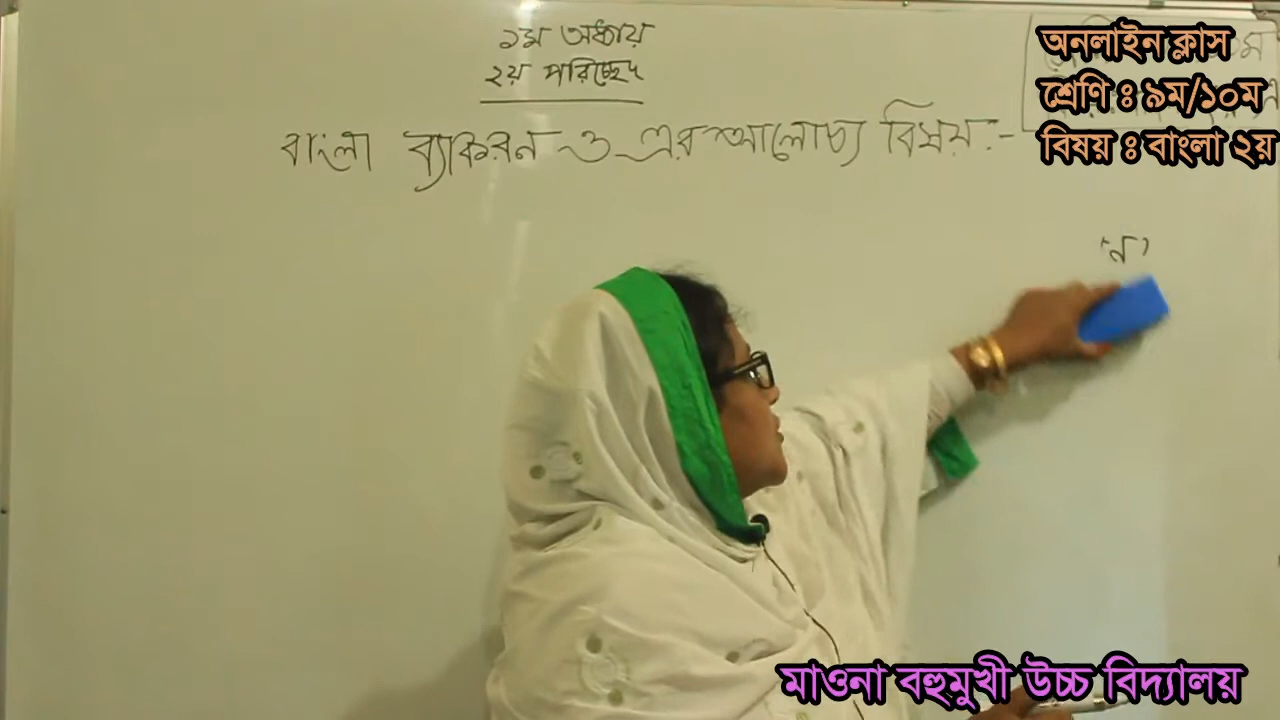 ১ম অধ্যায়
২য় পরিচ্ছেদ
বাংলা ব্যাকরন ও এর আলোচ্য বিষয় :-
'ন'
অনলাইন ক্লাস
শ্রেণি ঃ ৯ম/১০ম
বিষয় ঃ বাংলা ২য়
মাওনা বহুমুখী উচ্চ বিদ্যালয়